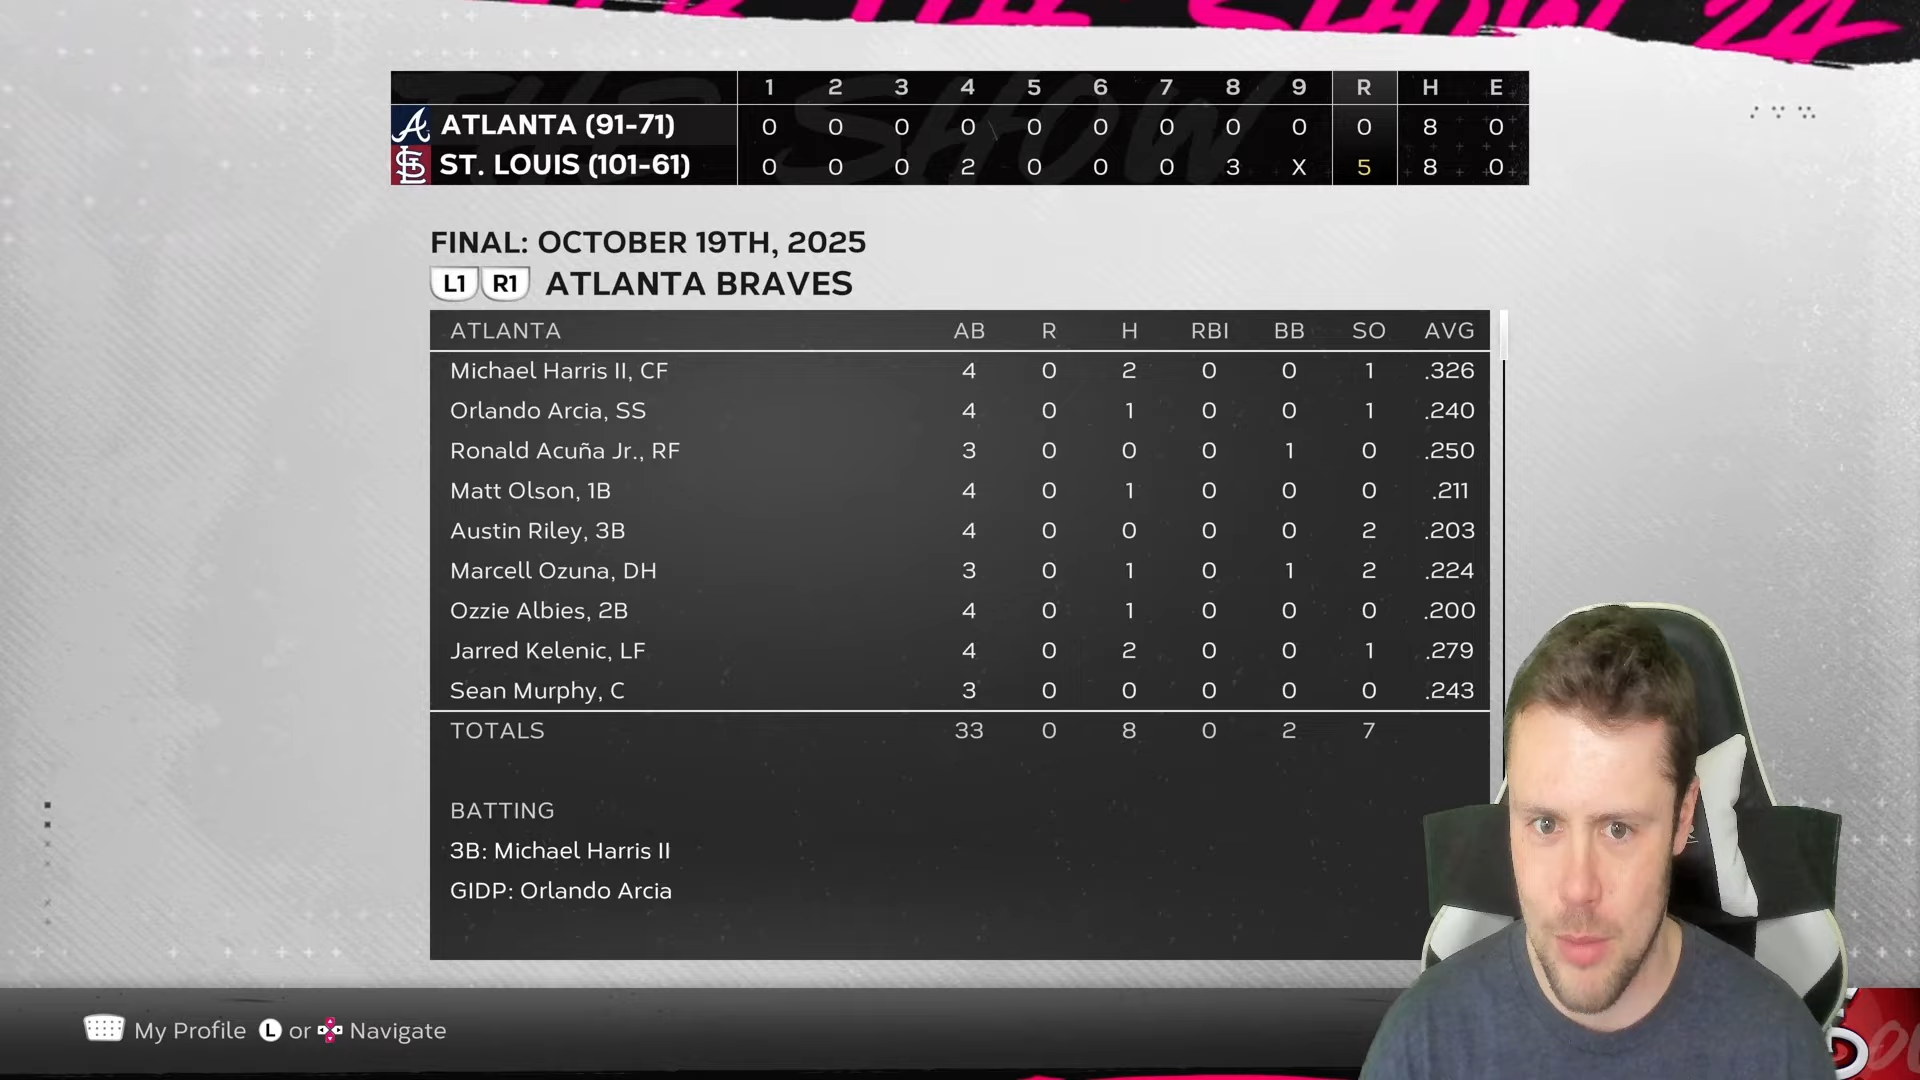 THE SHOW 24
1 2 3 4 5 6 7 8 9 R H E
ATLANTA (91-71) 0 0 0 0 0 0 0 0 0 0 8 0
ST. LOUIS (101-61) 0 0 0 2 0 0 0 3 X 5 8 0
FINAL: OCTOBER 19TH, 2025
L1 R1 ATLANTA BRAVES
ATLANTA AB R H RBI BB SO AVG
Michael Harris II, CF 4 0 2 0 0 1 .326
Orlando Arcia, SS 4 0 1 0 0 1 .240
Ronald Acuña Jr., RF 3 0 0 0 1 0 .250
Matt Olson, 1B 4 0 1 0 0 0 .211
Austin Riley, 3B 4 0 0 0 0 2 .203
Marcell Ozuna, DH 3 0 1 0 1 2 .224
Ozzie Albies, 2B 4 0 1 0 0 0 .200
Jarred Kelenic, LF 4 0 2 0 0 1 .279
Sean Murphy, C 3 0 0 0 0 0 .243
TOTALS 33 0 8 0 2 7
BATTING
3B: Michael Harris II
GIDP: Orlando Arcia
My Profile L or Navigate